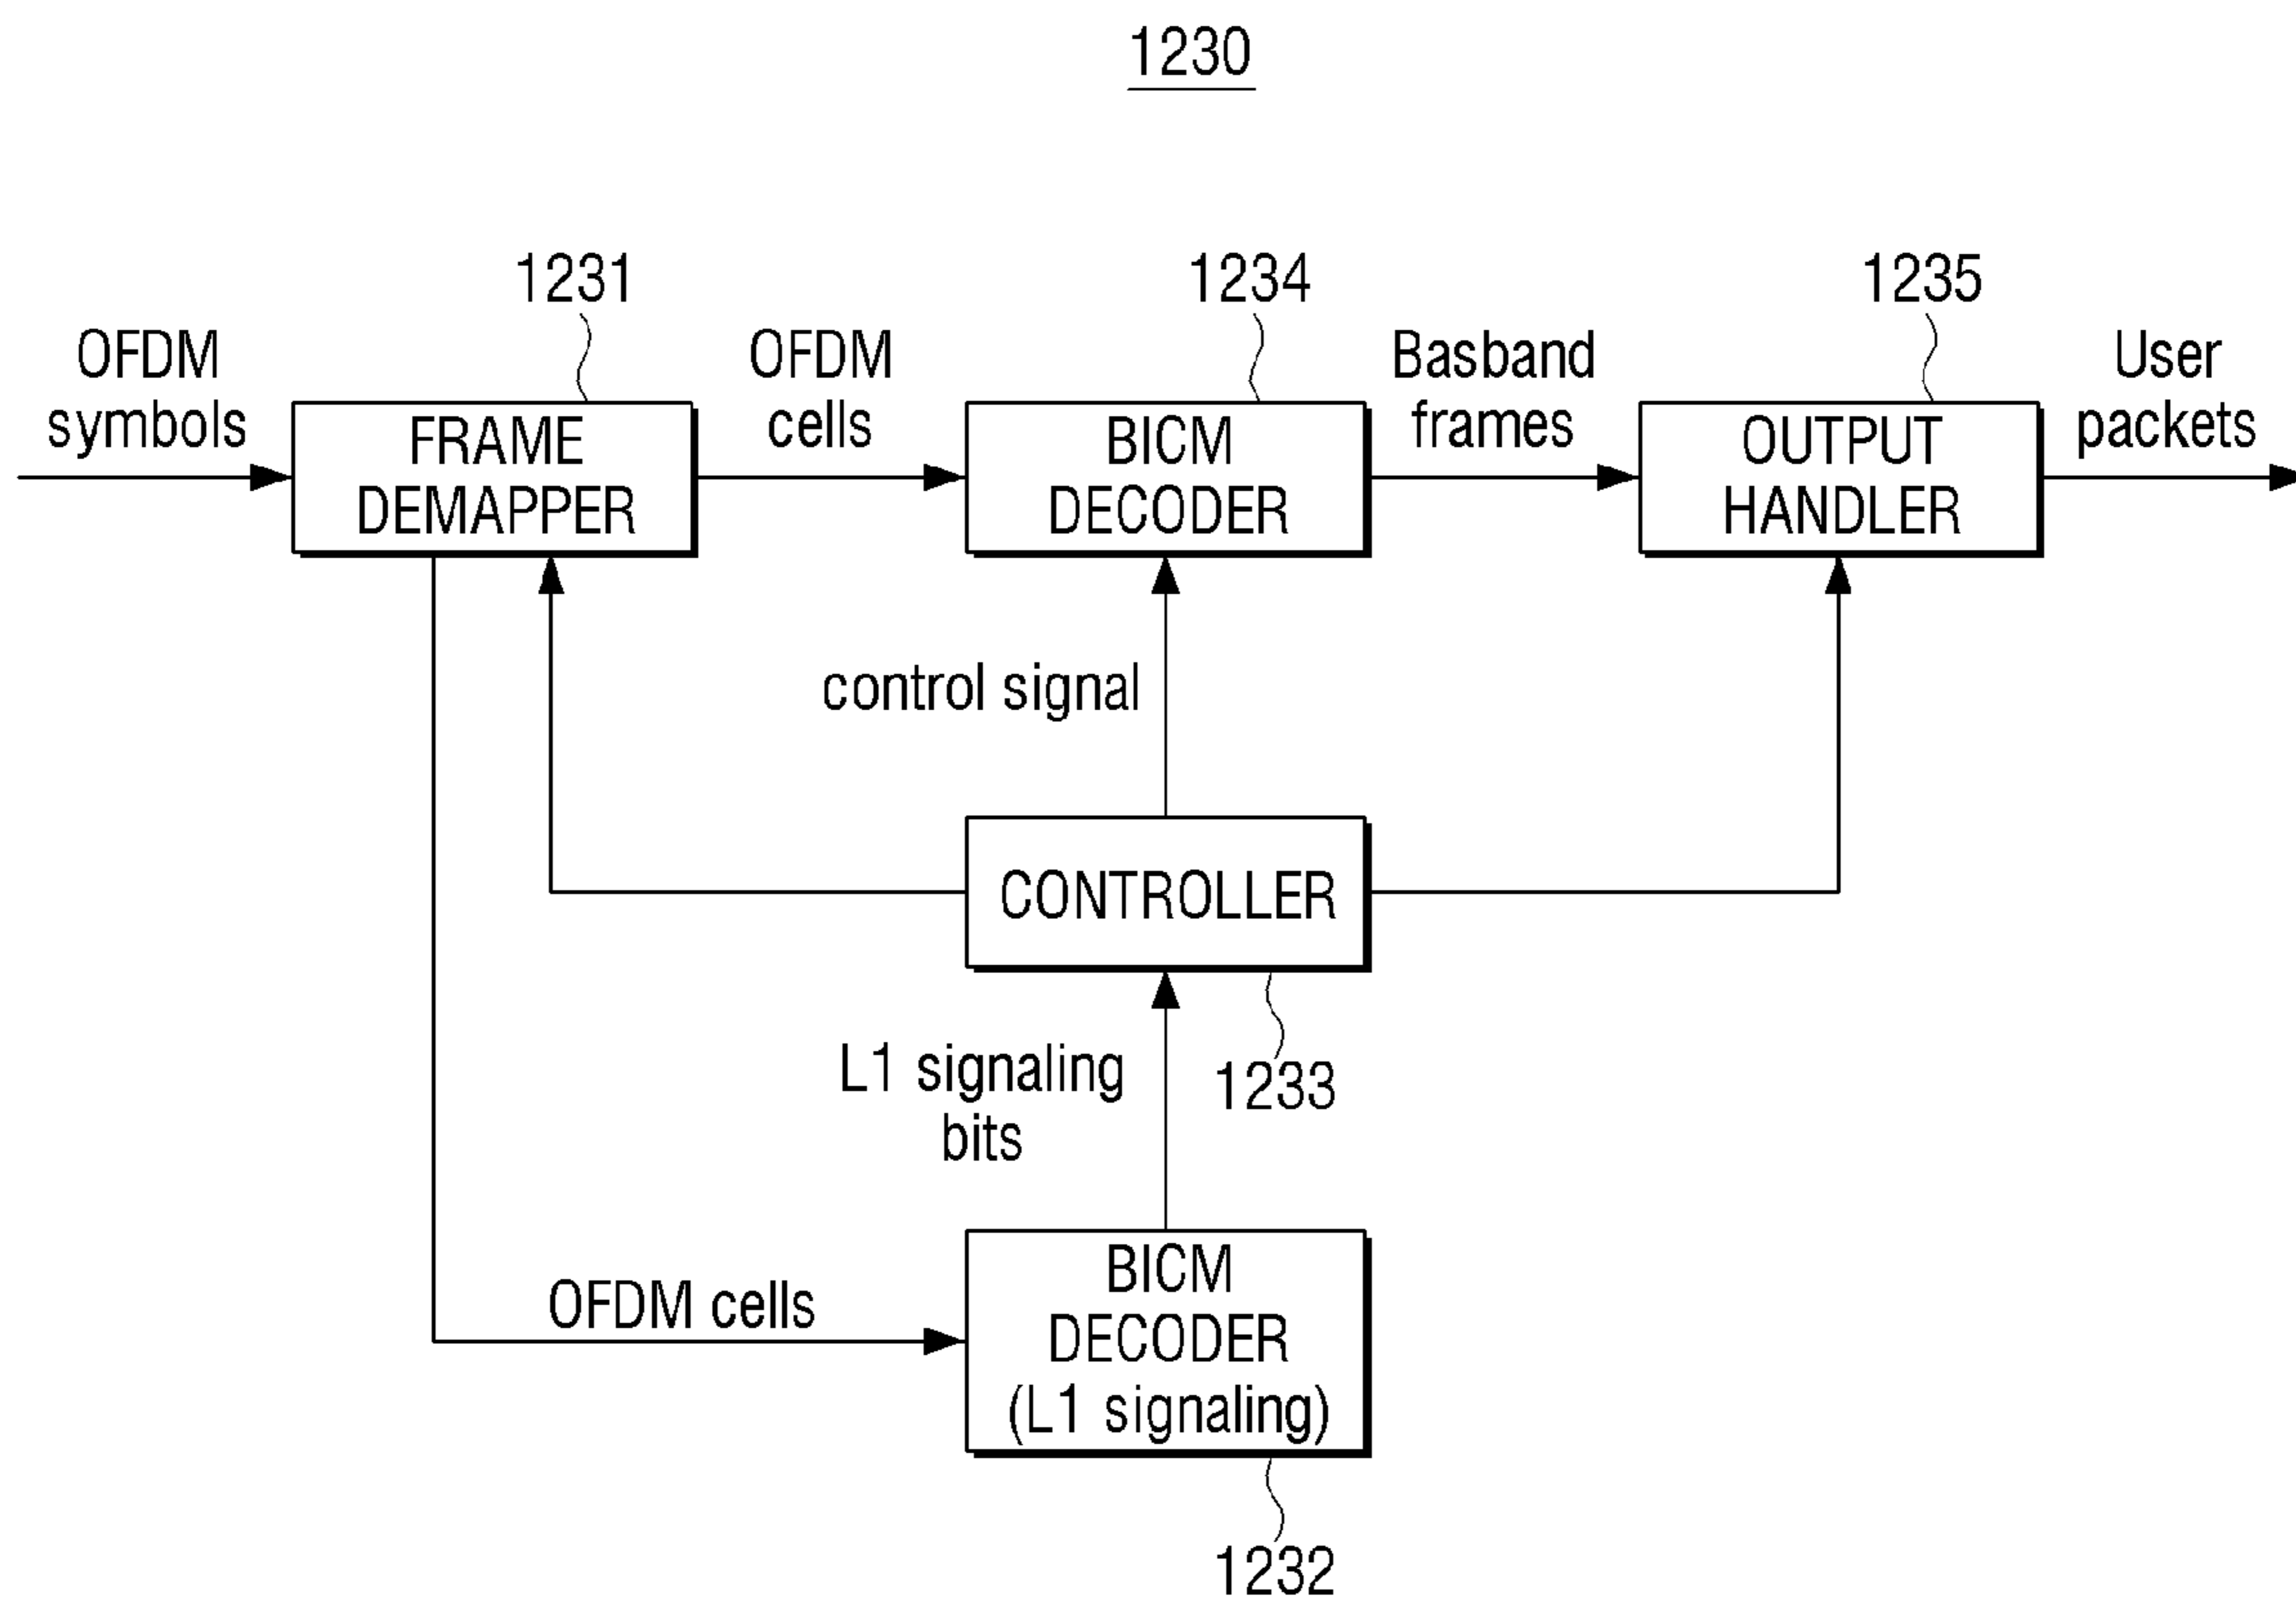 1230
1231
1234
1235
OFDM
symbols
FRAME
DEMAPPER
OFDM
cells
BICM
DECODER
Basband
frames
OUTPUT
HANDLER
User
packets
control signal
CONTROLLER
L1 signaling
bits
1233
OFDM cells
BICM
DECODER
(L1 signaling)
1232